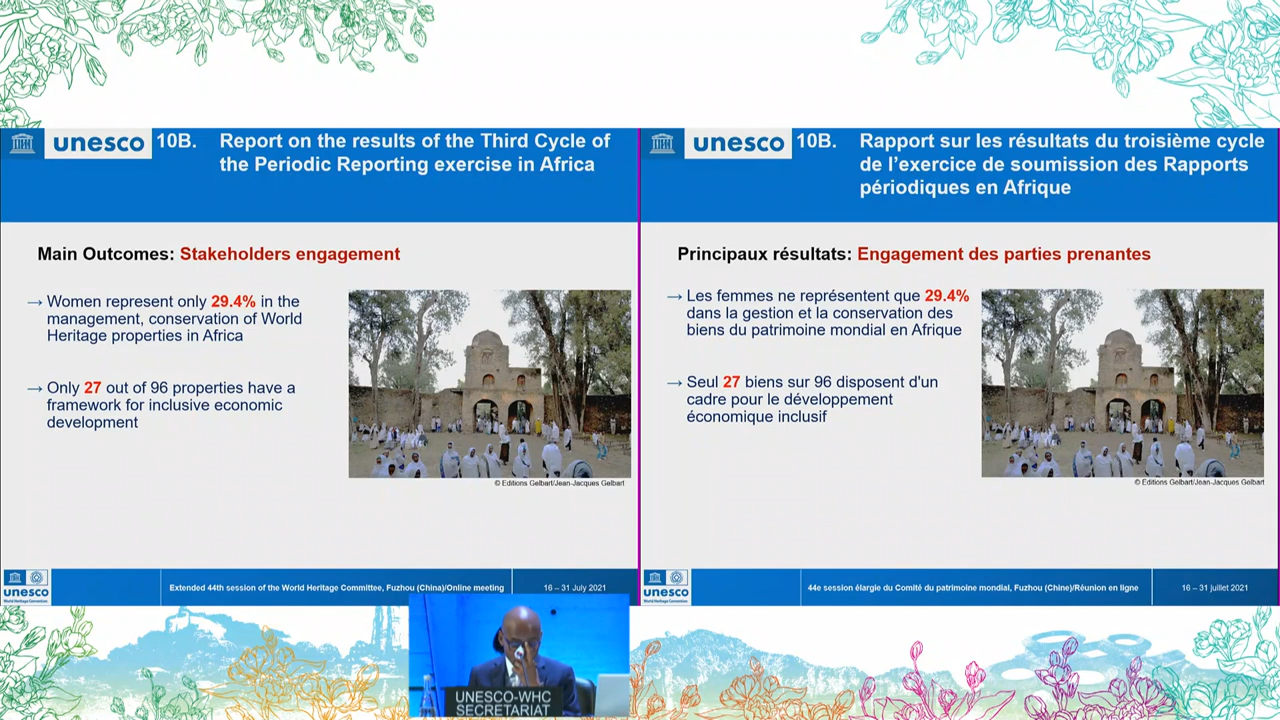 unesco
10B.
Report on the results of the Third Cycle of
the Periodic Reporting exercise in Africa
Main Outcomes: Stakeholders engagement
→ Women represent only 29.4% in the
management, conservation of World
Heritage properties in Africa
→ Only 27 out of 96 properties have a
framework for inclusive economic
development
© Editions Gelbart/Jean-Jacques Gelbart
unesco
World Heritage Convention
Extended 44th session of the World Heritage Committee, Fuzhou (China)/Online meeting
16 – 31 July 2021
unesco
10B.
Rapport sur les résultats du troisième cycle
de l’exercice de soumission des Rapports
périodiques en Afrique
Principaux résultats: Engagement des parties prenantes
→ Les femmes ne représentent que 29.4%
dans la gestion et la conservation des
biens du patrimoine mondial en Afrique
→ Seul 27 biens sur 96 disposent d'un
cadre pour le développement
économique inclusif
© Editions Gelbart/Jean-Jacques Gelbart
unesco
World Heritage Convention
44e session élargie du Comité du patrimoine mondial, Fuzhou (Chine)/Réunion en ligne
16 – 31 juillet 2021
UNESCO-WHC
SECRETARIAT